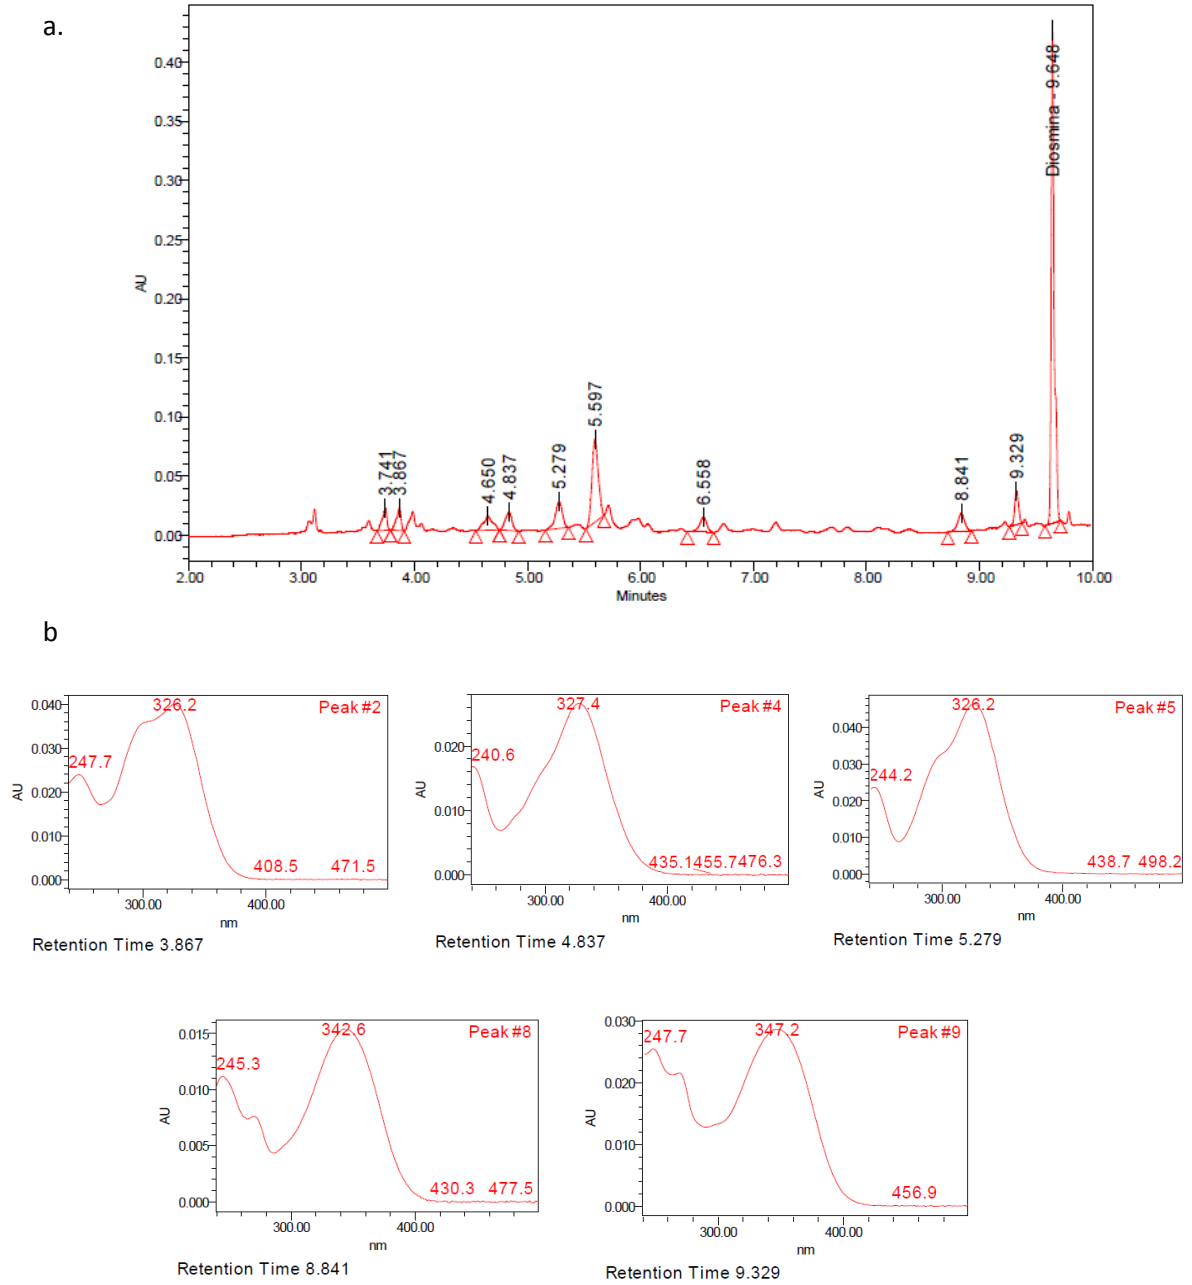 a.
0.40
0.35
0.30
0.25
0.20
0.15
0.10
0.05
0.00
AU
3.741
3.867
4.650
4.837
5.279
5.597
6.558
8.841
9.329
Diosmina - 9.648
2.00 3.00 4.00 5.00 6.00 7.00 8.00 9.00 10.00
Minutes
b
0.040
0.030
0.020
0.010
0.000
AU
247.7
326.2
Peak #2
408.5 471.5
300.00 400.00
nm
Retention Time 3.867
0.020
0.010
0.000
AU
240.6
327.4
Peak #4
435.1455.7476.3
300.00 400.00
nm
Retention Time 4.837
0.040
0.030
0.020
0.010
0.000
AU
244.2
326.2
Peak #5
438.7 498.2
300.00 400.00
nm
Retention Time 5.279
0.015
0.010
0.005
0.000
AU
245.3
342.6
Peak #8
430.3 477.5
300.00 400.00
nm
Retention Time 8.841
0.030
0.020
0.010
0.000
AU
247.7
347.2
Peak #9
456.9
300.00 400.00
nm
Retention Time 9.329